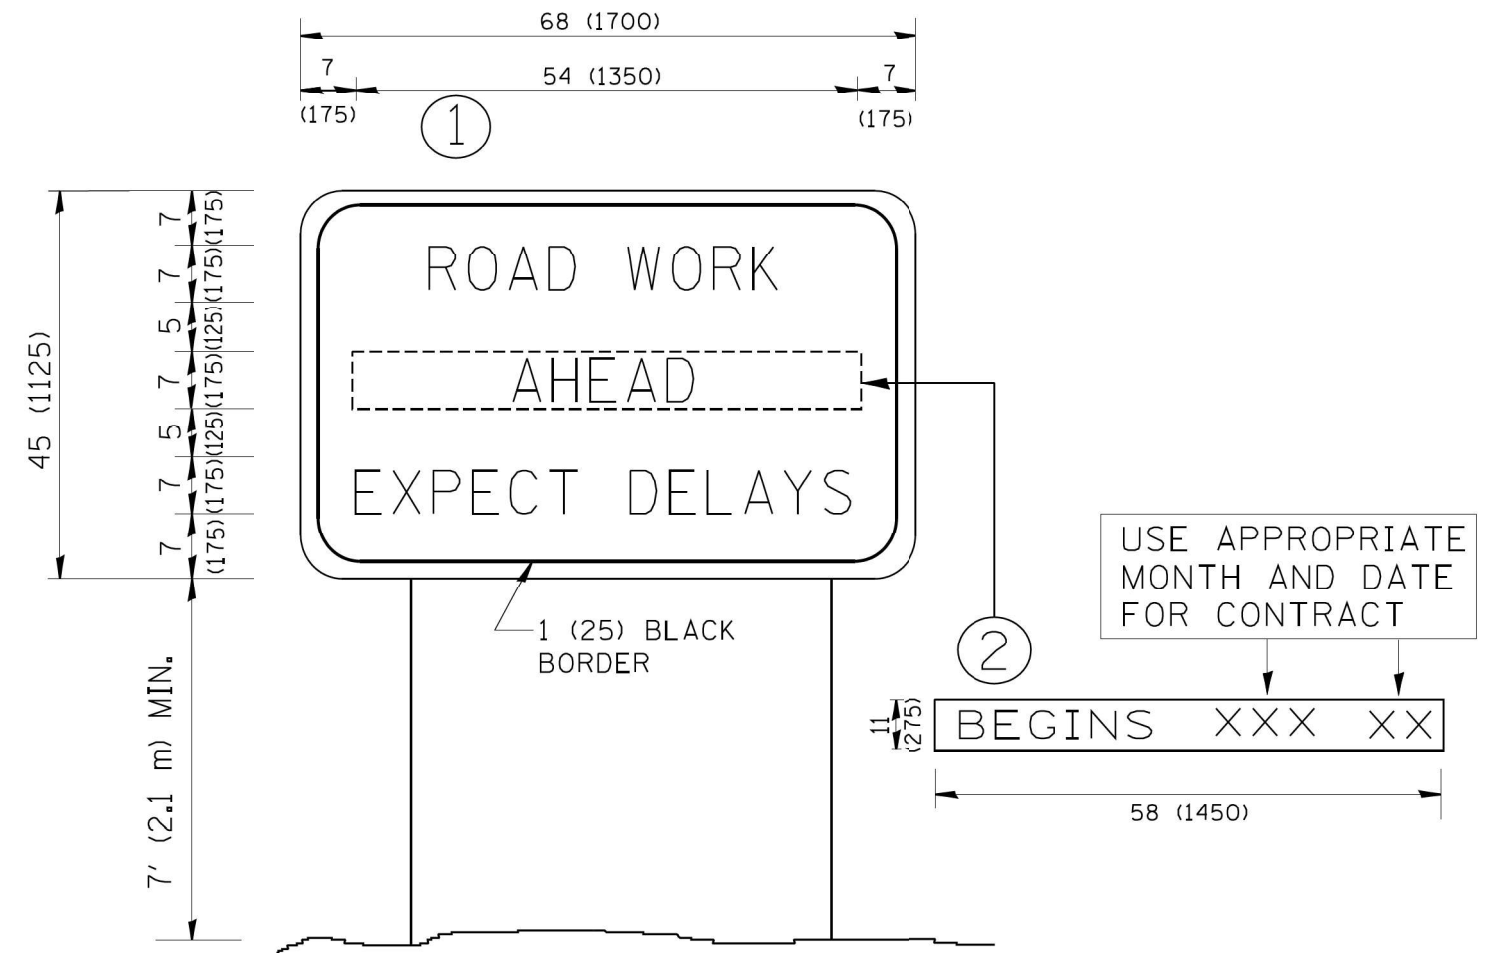 68 (1700)
7
54 (1350)
7
(175)
(175)
1
7
(175)
7
(175)
5
(125)
7
(175)
5
(125)
7
(175)
7
(175)
45 (1125)
ROAD WORK
AHEAD
EXPECT DELAYS
1 (25) BLACK
BORDER
7' (2.1 m) MIN.
USE APPROPRIATE
MONTH AND DATE
FOR CONTRACT
2
11
(275)
BEGINS XXX XX
58 (1450)